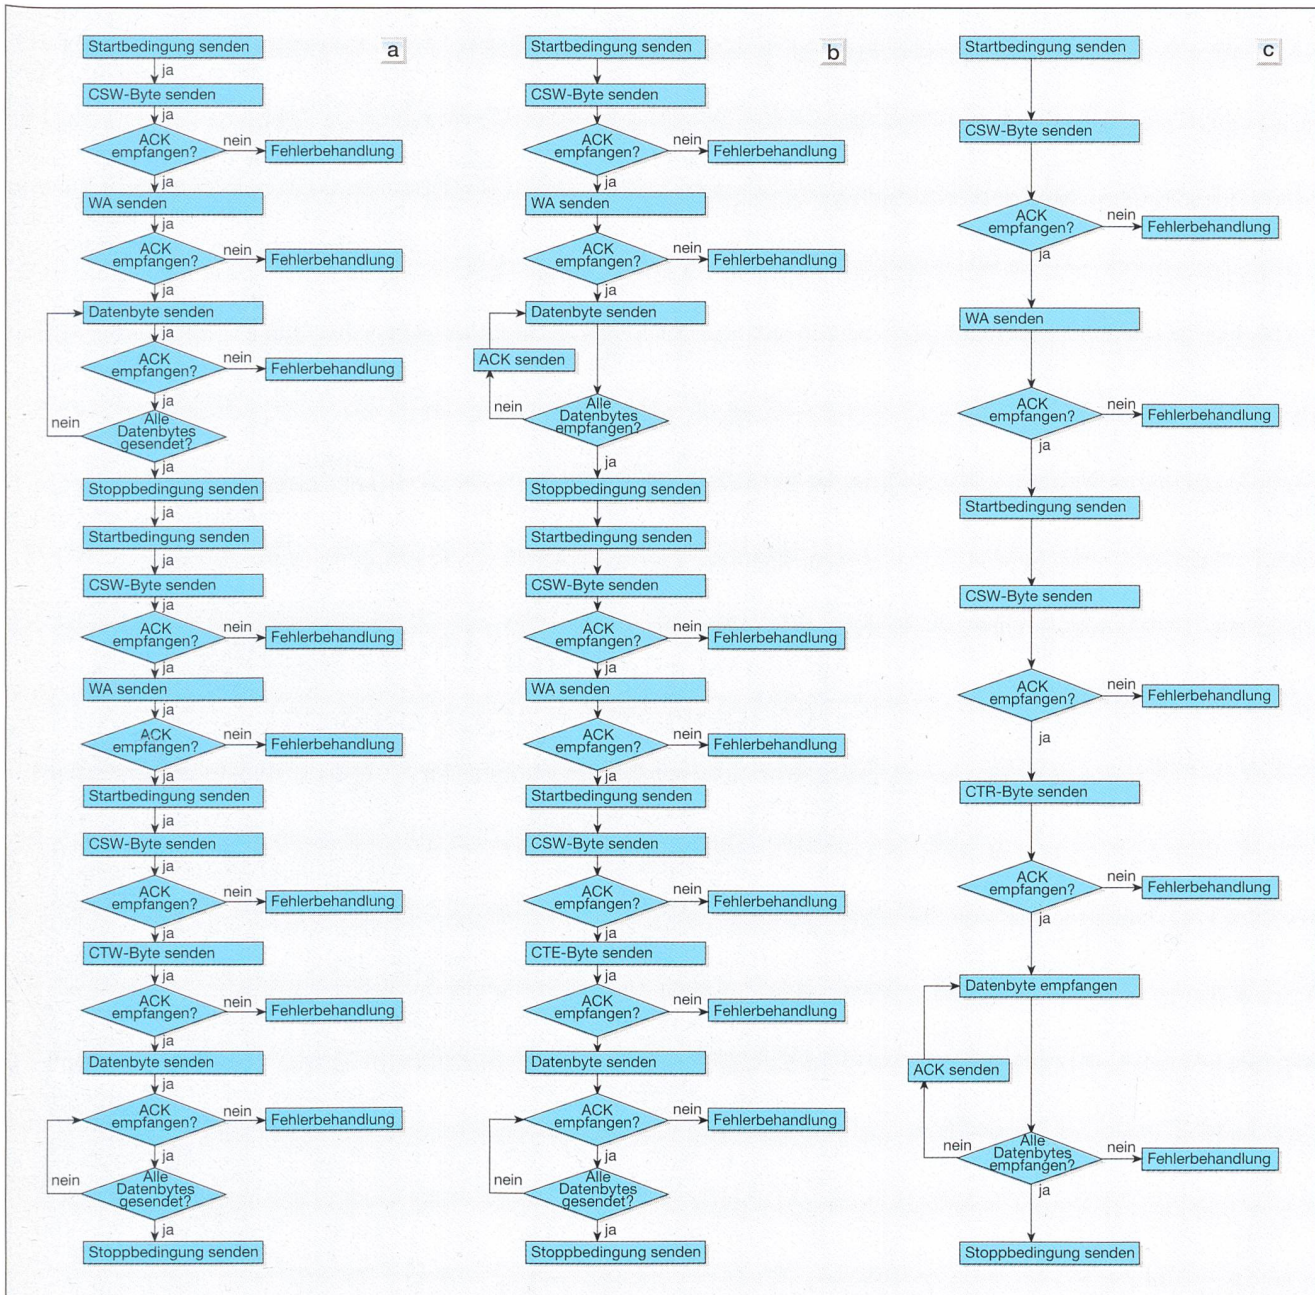 a
Startbedingung senden
ja
CSW-Byte senden
ja
ACK
empfangen?
nein
Fehlerbehandlung
ja
WA senden
ja
ACK
empfangen?
nein
Fehlerbehandlung
ja
Datenbyte senden
ja
ACK
empfangen?
nein
Fehlerbehandlung
ja
Alle
Datenbytes
gesendet?
nein
ja
Stoppbedingung senden
ja
Startbedingung senden
ja
CSW-Byte senden
ja
ACK
empfangen?
nein
Fehlerbehandlung
ja
WA senden
ja
ACK
empfangen?
nein
Fehlerbehandlung
ja
Startbedingung senden
ja
CSW-Byte senden
ja
ACK
empfangen?
nein
Fehlerbehandlung
ja
CTW-Byte senden
ja
ACK
empfangen?
nein
Fehlerbehandlung
ja
Datenbyte senden
ja
ACK
empfangen?
nein
Fehlerbehandlung
ja
Alle
Datenbytes
gesendet?
nein
ja
Stoppbedingung senden
b
Startbedingung senden
CSW-Byte senden
ACK
empfangen?
nein
Fehlerbehandlung
ja
WA senden
ACK
empfangen?
nein
Fehlerbehandlung
ja
Datenbyte senden
ACK senden
Alle
Datenbytes
empfangen?
nein
ja
Stoppbedingung senden
Startbedingung senden
CSW-Byte senden
ACK
empfangen?
nein
Fehlerbehandlung
ja
WA senden
ACK
empfangen?
nein
Fehlerbehandlung
ja
Startbedingung senden
CSW-Byte senden
ACK
empfangen?
nein
Fehlerbehandlung
ja
CTE-Byte senden
ja
ACK
empfangen?
nein
Fehlerbehandlung
ja
Datenbyte senden
ACK
empfangen?
nein
Fehlerbehandlung
ja
Alle
Datenbytes
gesendet?
nein
ja
Stoppbedingung senden
c
Startbedingung senden
CSW-Byte senden
ACK
empfangen?
nein
Fehlerbehandlung
ja
WA senden
ACK
empfangen?
nein
Fehlerbehandlung
ja
Startbedingung senden
CSW-Byte senden
ACK
empfangen?
nein
Fehlerbehandlung
ja
CTR-Byte senden
ACK
empfangen?
nein
Fehlerbehandlung
ja
Datenbyte empfangen
ACK senden
Alle
Datenbytes
empfangen?
nein
nein
Fehlerbehandlung
ja
Stoppbedingung senden